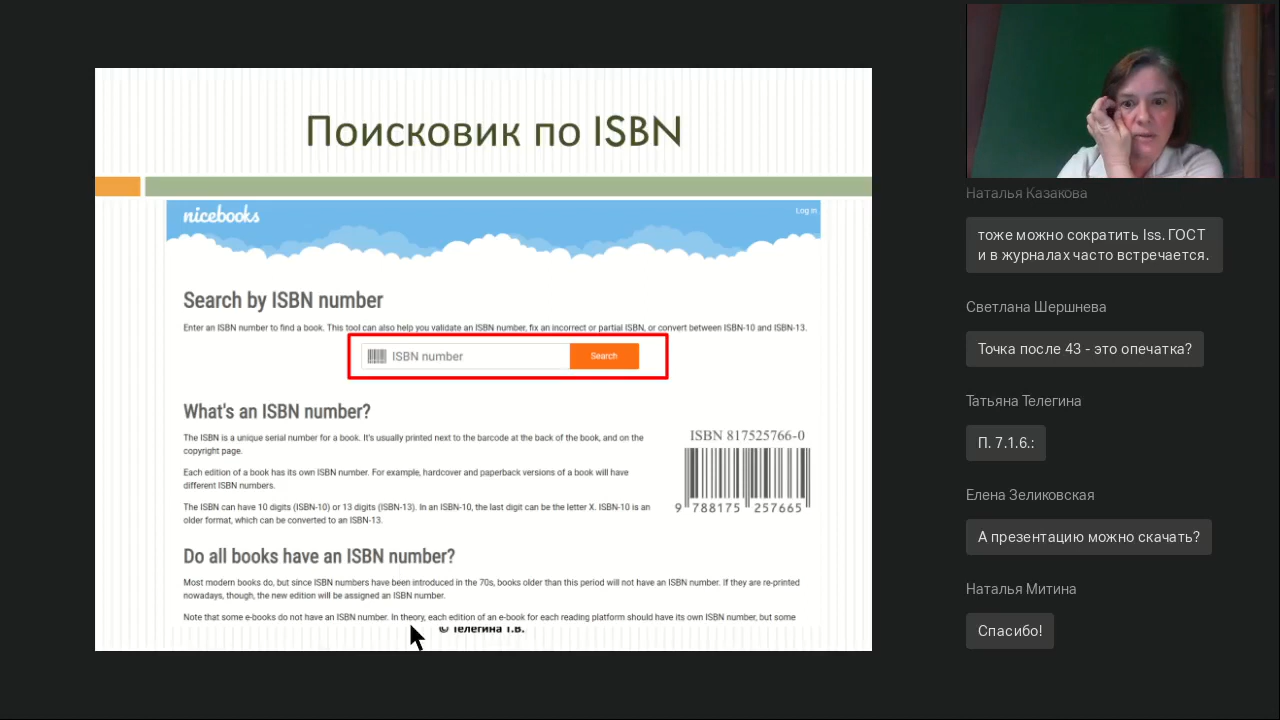 Поисковик по ISBN
nicebooks
Log in
Search by ISBN number
Enter an ISBN number to find a book. This tool can also help you validate an ISBN number, fix an incorrect or partial ISBN, or convert between ISBN-10 and ISBN-13.
ISBN number
Search
What's an ISBN number?
The ISBN is a unique serial number for a book. It's usually printed next to the barcode at the back of the book, and on the
copyright page.
Each edition of a book has its own ISBN number. For example, hardcover and paperback versions of a book will have
different ISBN numbers.
The ISBN can have 10 digits (ISBN-10) or 13 digits (ISBN-13). In an ISBN-10, the last digit can be the letter X. ISBN-10 is an
older format, which can be converted to an ISBN-13.
ISBN 817525766-0
9 788175 257665
Do all books have an ISBN number?
Most modern books do, but since ISBN numbers have been introduced in the 70s, books older than this period will not have an ISBN number. If they are re-printed
nowadays, though, the new edition will be assigned an ISBN number.
Note that some e-books do not have an ISBN number. In theory, each edition of an e-book for each reading platform should have its own ISBN number, but some
© Телегина Т.В.
Наталья Казакова
тоже можно сократить Iss. ГОСТ
и в журналах часто встречается.
Светлана Шершнева
Точка после 43 - это опечатка?
Татьяна Телегина
П. 7.1.6.:
Елена Зеликовская
А презентацию можно скачать?
Наталья Митина
Спасибо!